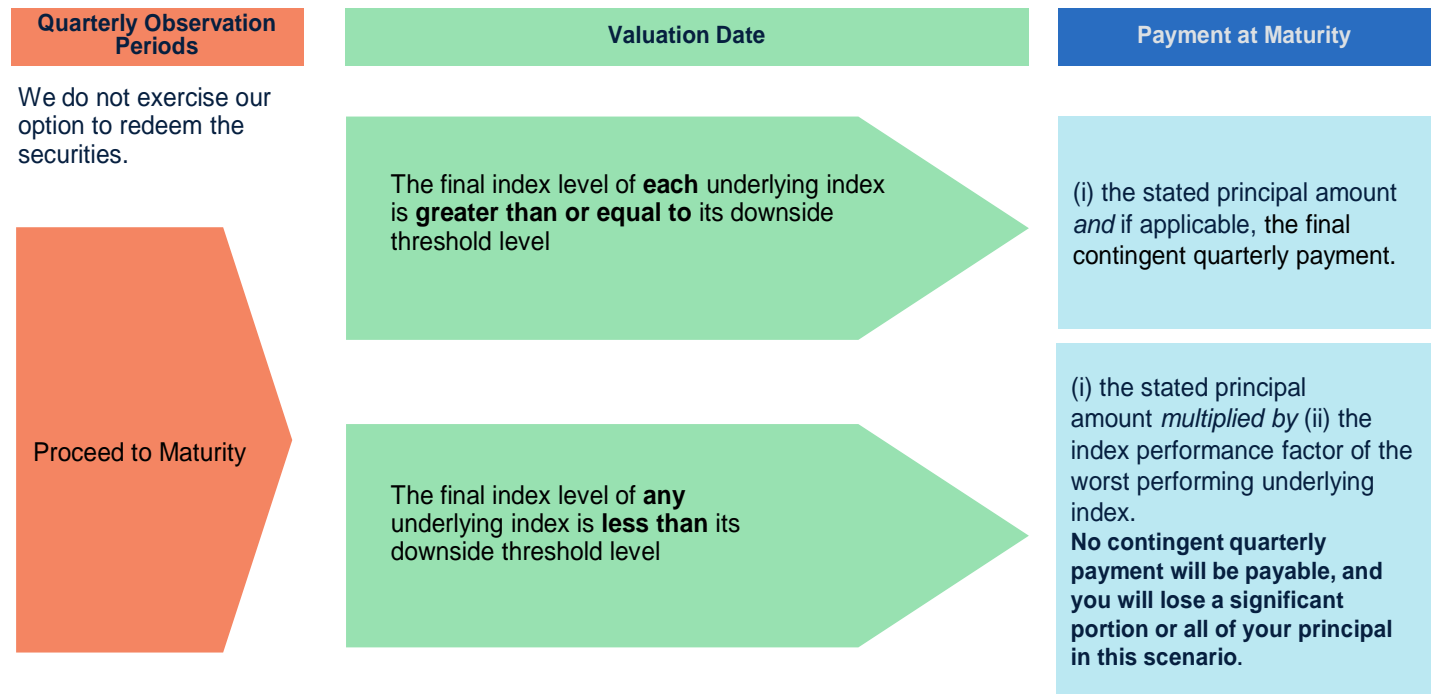 Quarterly Observation
Periods
Valuation Date
Payment at Maturity
We do not exercise our
option to redeem the
securities.
Proceed to Maturity
The final index level of each underlying index
is greater than or equal to its downside
threshold level
(i) the stated principal amount
and if applicable, the final
contingent quarterly payment.
The final index level of any
underlying index is less than its
downside threshold level
(i) the stated principal
amount multiplied by (ii) the
index performance factor of the
worst performing underlying
index.
No contingent quarterly
payment will be payable, and
you will lose a significant
portion or all of your principal
in this scenario.